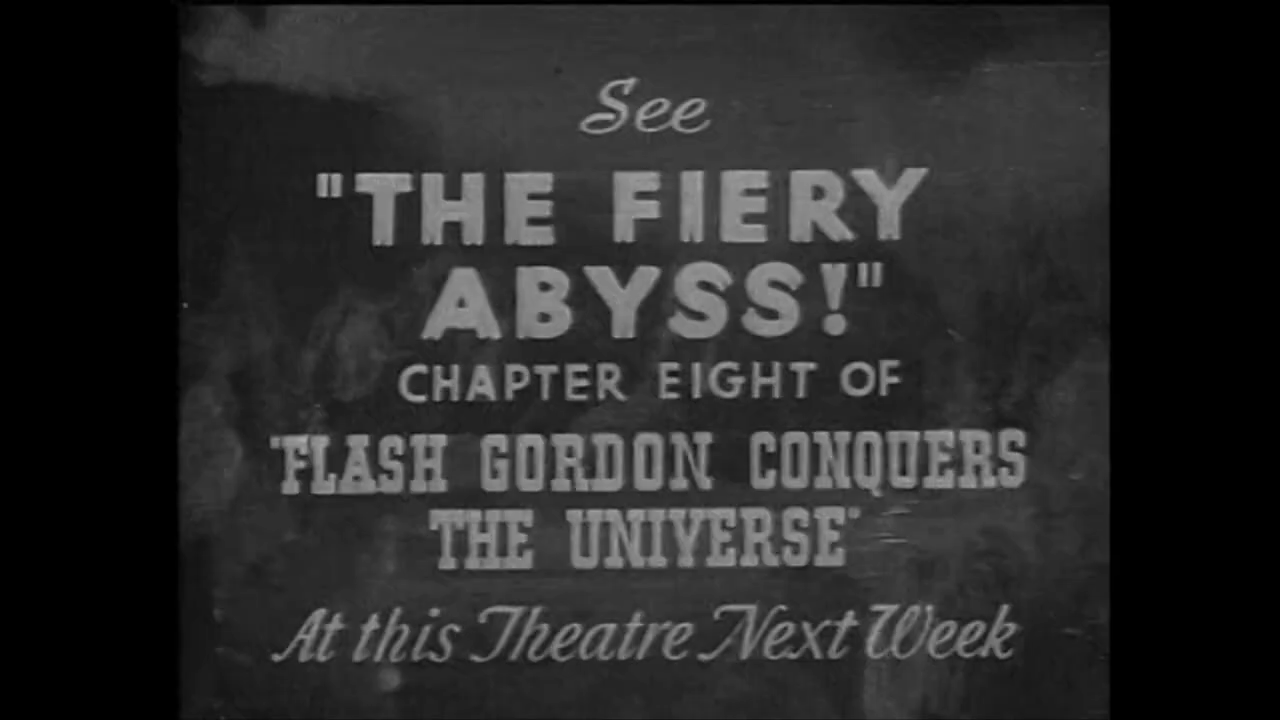 See
"THE FIERY
ABYSS!"
CHAPTER EIGHT OF
"FLASH GORDON CONQUERS
THE UNIVERSE"
At this Theatre Next Week